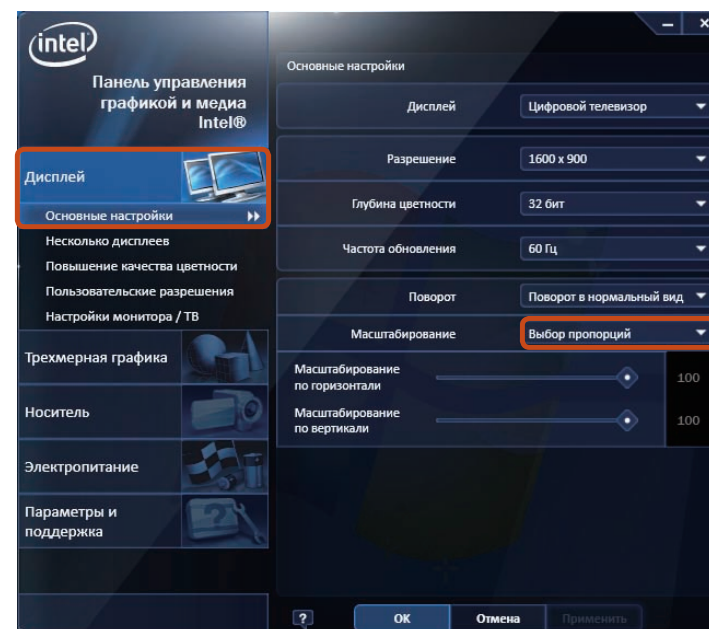 intel
Панель управления
графикой и медиа
Intel®
Дисплей
Основные настройки
Несколько дисплеев
Повышение качества цветности
Пользовательские разрешения
Настройки монитора / ТВ
Трехмерная графика
Носитель
Электропитание
Параметры и
поддержка
Основные настройки
Дисплей Цифровой телевизор
Разрешение 1600 x 900
Глубина цветности 32 бит
Частота обновления 60 Гц
Поворот Поворот в нормальный вид
Масштабирование Выбор пропорций
Масштабирование
по горизонтали 100
Масштабирование
по вертикали 100
? OK Отмена Применить